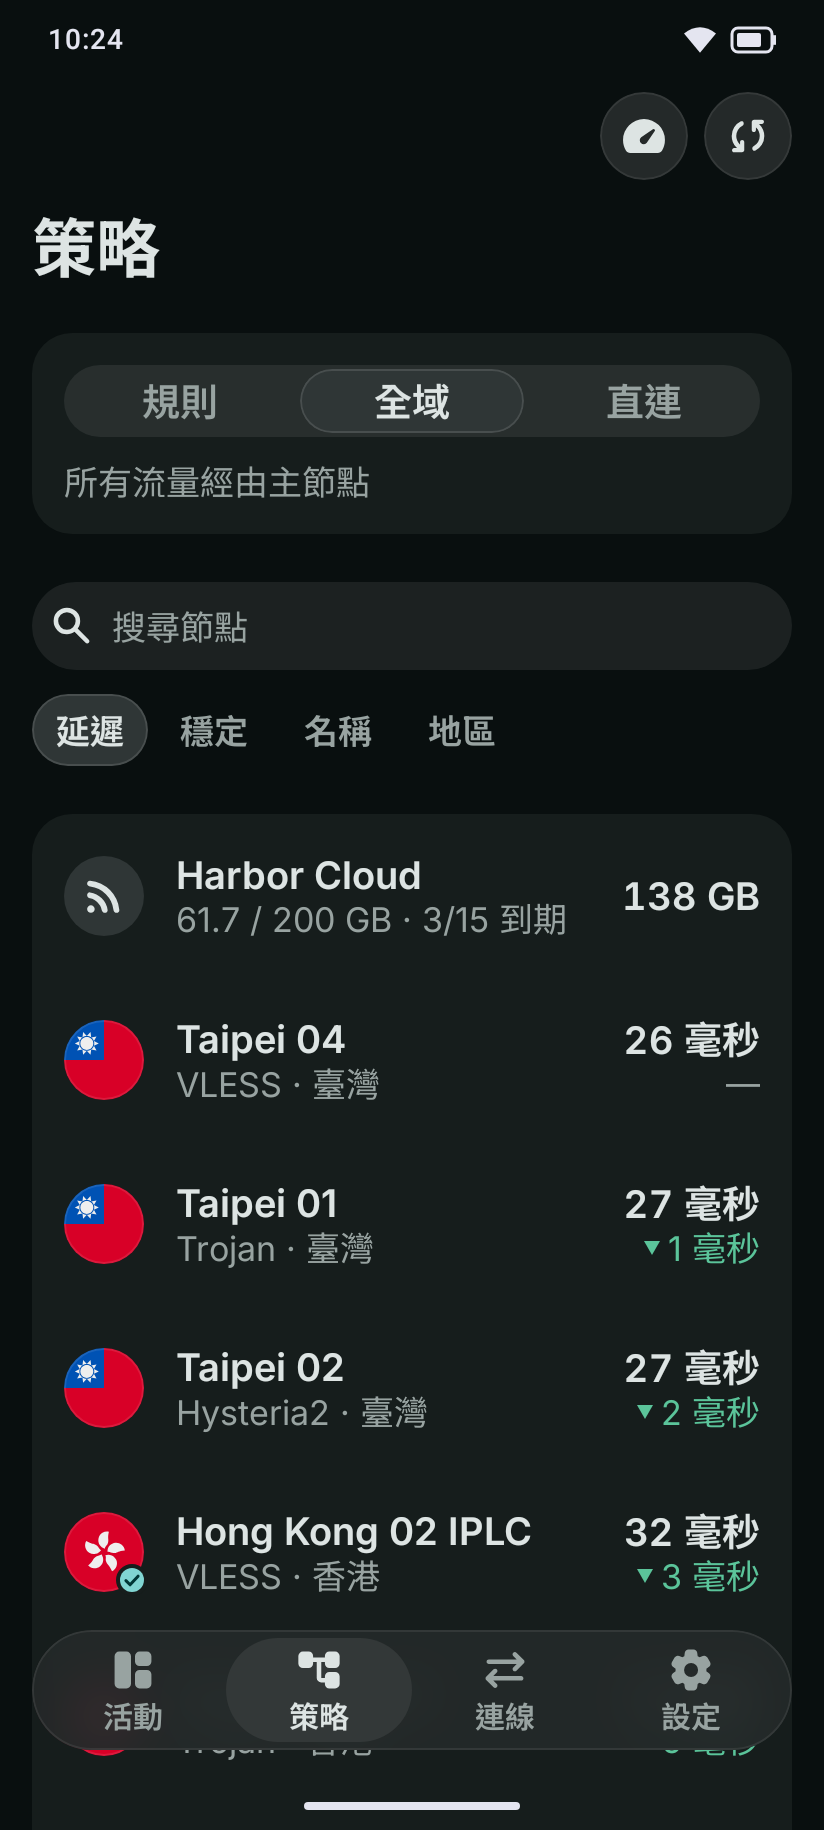 10:24
策略
規則
全域
直連
所有流量經由主節點
搜尋節點
延遲
穩定
名稱
地區
Harbor Cloud
138 GB
61.7 / 200 GB · 3/15 到期
Taipei 04
26 毫秒
VLESS · 臺灣
—
Taipei 01
27 毫秒
Trojan · 臺灣
▼1 毫秒
Taipei 02
27 毫秒
Hysteria2 · 臺灣
▼2 毫秒
Hong Kong 02 IPLC
32 毫秒
VLESS · 香港
▼3 毫秒
活動
策略
連線
設定